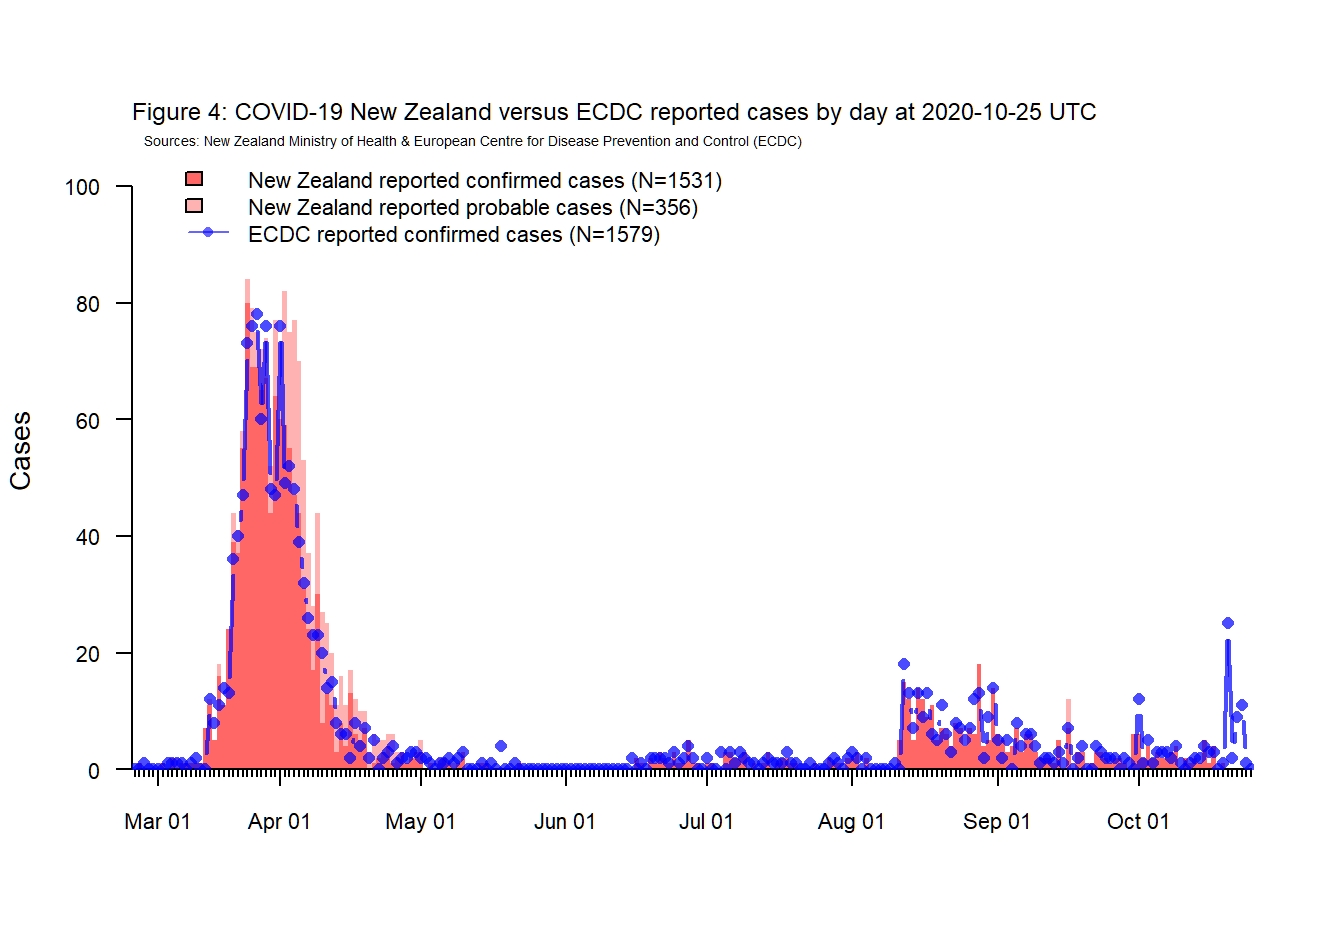 Figure 4: COVID-19 New Zealand versus ECDC reported cases by day at 2020-10-25 UTC
Sources: New Zealand Ministry of Health & European Centre for Disease Prevention and Control (ECDC)
New Zealand reported confirmed cases (N=1531)
New Zealand reported probable cases (N=356)
ECDC reported confirmed cases (N=1579)
Cases
100
80
60
40
20
0
Mar 01 Apr 01 May 01 Jun 01 Jul 01 Aug 01 Sep 01 Oct 01